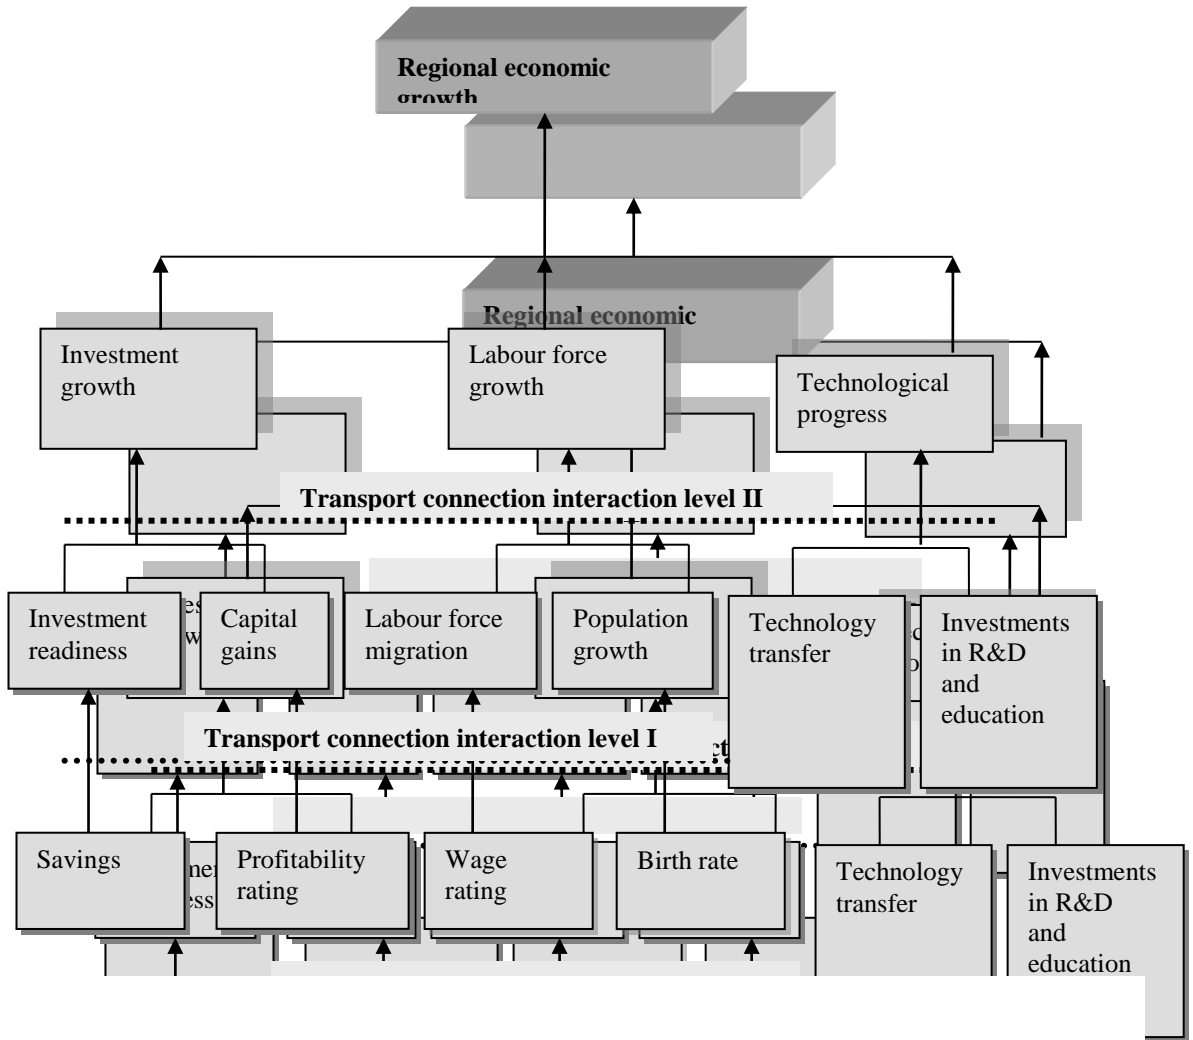 Regional economic
growth
Regional economic
Investment
growth
Labour force
growth
Technological
progress
Transport connection interaction level II
Investment
readiness
Capital
gains
Labour force
migration
Population
growth
Technology
transfer
Investments
in R&D
and
education
Transport connection interaction level I
Savings
Profitability
rating
Wage
rating
Birth rate
Technology
transfer
Investments
in R&D
and
education